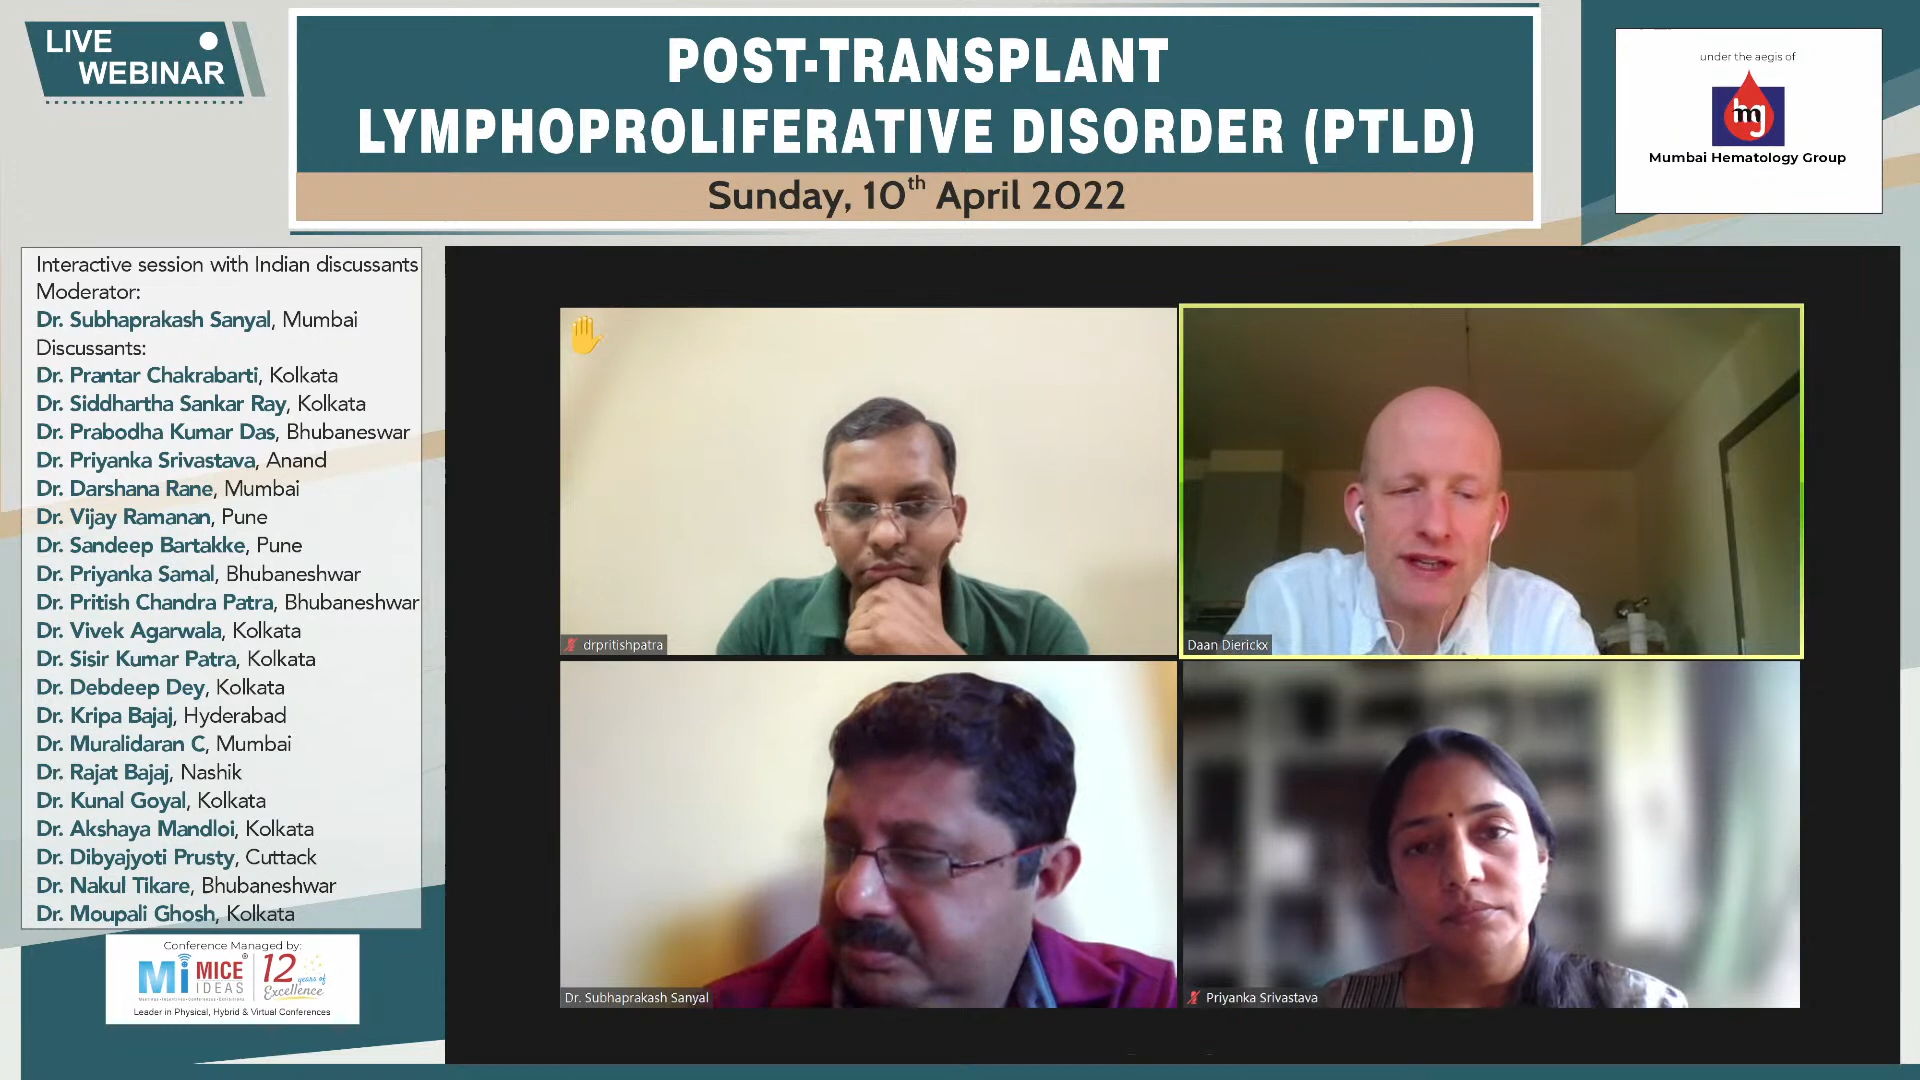 LIVE
WEBINAR
POST-TRANSPLANT
LYMPHOPROLIFERATIVE DISORDER (PTLD)
Sunday, 10th April 2022
under the aegis of
mg
Mumbai Hematology Group
Interactive session with Indian discussants
Moderator:
Dr. Subhaprakash Sanyal, Mumbai
Discussants:
Dr. Prantar Chakrabarti, Kolkata
Dr. Siddhartha Sankar Ray, Kolkata
Dr. Prabodha Kumar Das, Bhubaneswar
Dr. Priyanka Srivastava, Anand
Dr. Darshana Rane, Mumbai
Dr. Vijay Ramanan, Pune
Dr. Sandeep Bartakke, Pune
Dr. Priyanka Samal, Bhubaneshwar
Dr. Pritish Chandra Patra, Bhubaneshwar
Dr. Vivek Agarwala, Kolkata
Dr. Sisir Kumar Patra, Kolkata
Dr. Debdeep Dey, Kolkata
Dr. Kripa Bajaj, Hyderabad
Dr. Muralidaran C, Mumbai
Dr. Rajat Bajaj, Nashik
Dr. Kunal Goyal, Kolkata
Dr. Akshaya Mandloi, Kolkata
Dr. Dibyajyoti Prusty, Cuttack
Dr. Nakul Tikare, Bhubaneshwar
Dr. Moupali Ghosh, Kolkata
Conference Managed by:
Mi MICE IDEAS® 12 years of Excellence
Leader in Physical, Hybrid & Virtual Conferences
drpritishpatra
Daan Dierickx
Dr. Subhaprakash Sanyal
Priyanka Srivastava